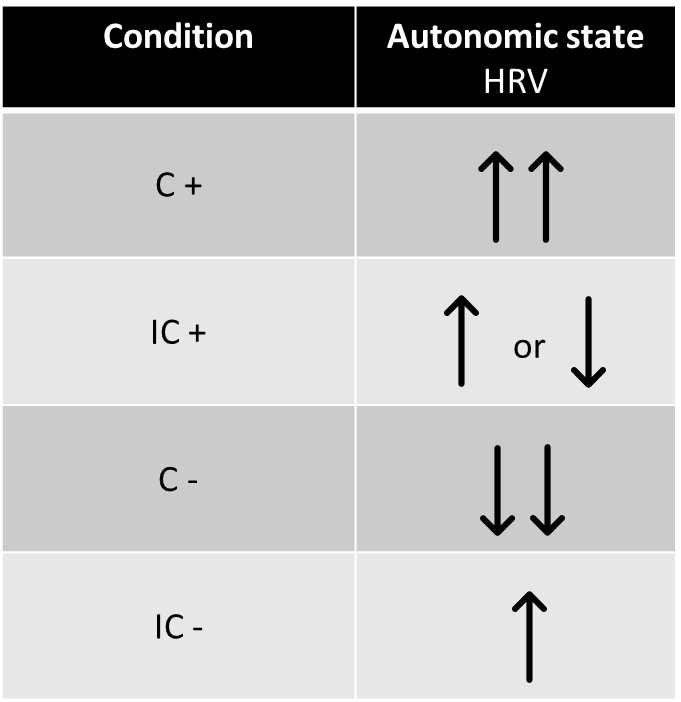 Condition
Autonomic state
HRV
C +
IC +
or
C -
IC -